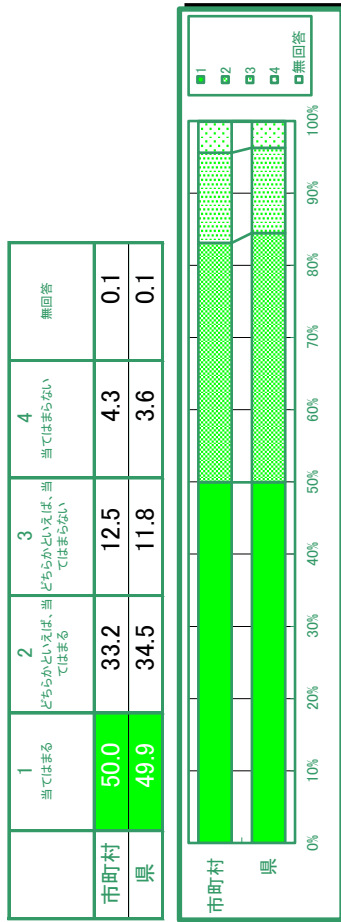 1
当てはまる
2
どちらかといえば、当
てはまる
3
どちらかといえば、当
てはまらない
4
当てはまらない
無回答
市町村 50.0 33.2 12.5 4.3 0.1
県 49.9 34.5 11.8 3.6 0.1
市町村
県
0% 10% 20% 30% 40% 50% 60% 70% 80% 90% 100%
1
2
3
4
無回答